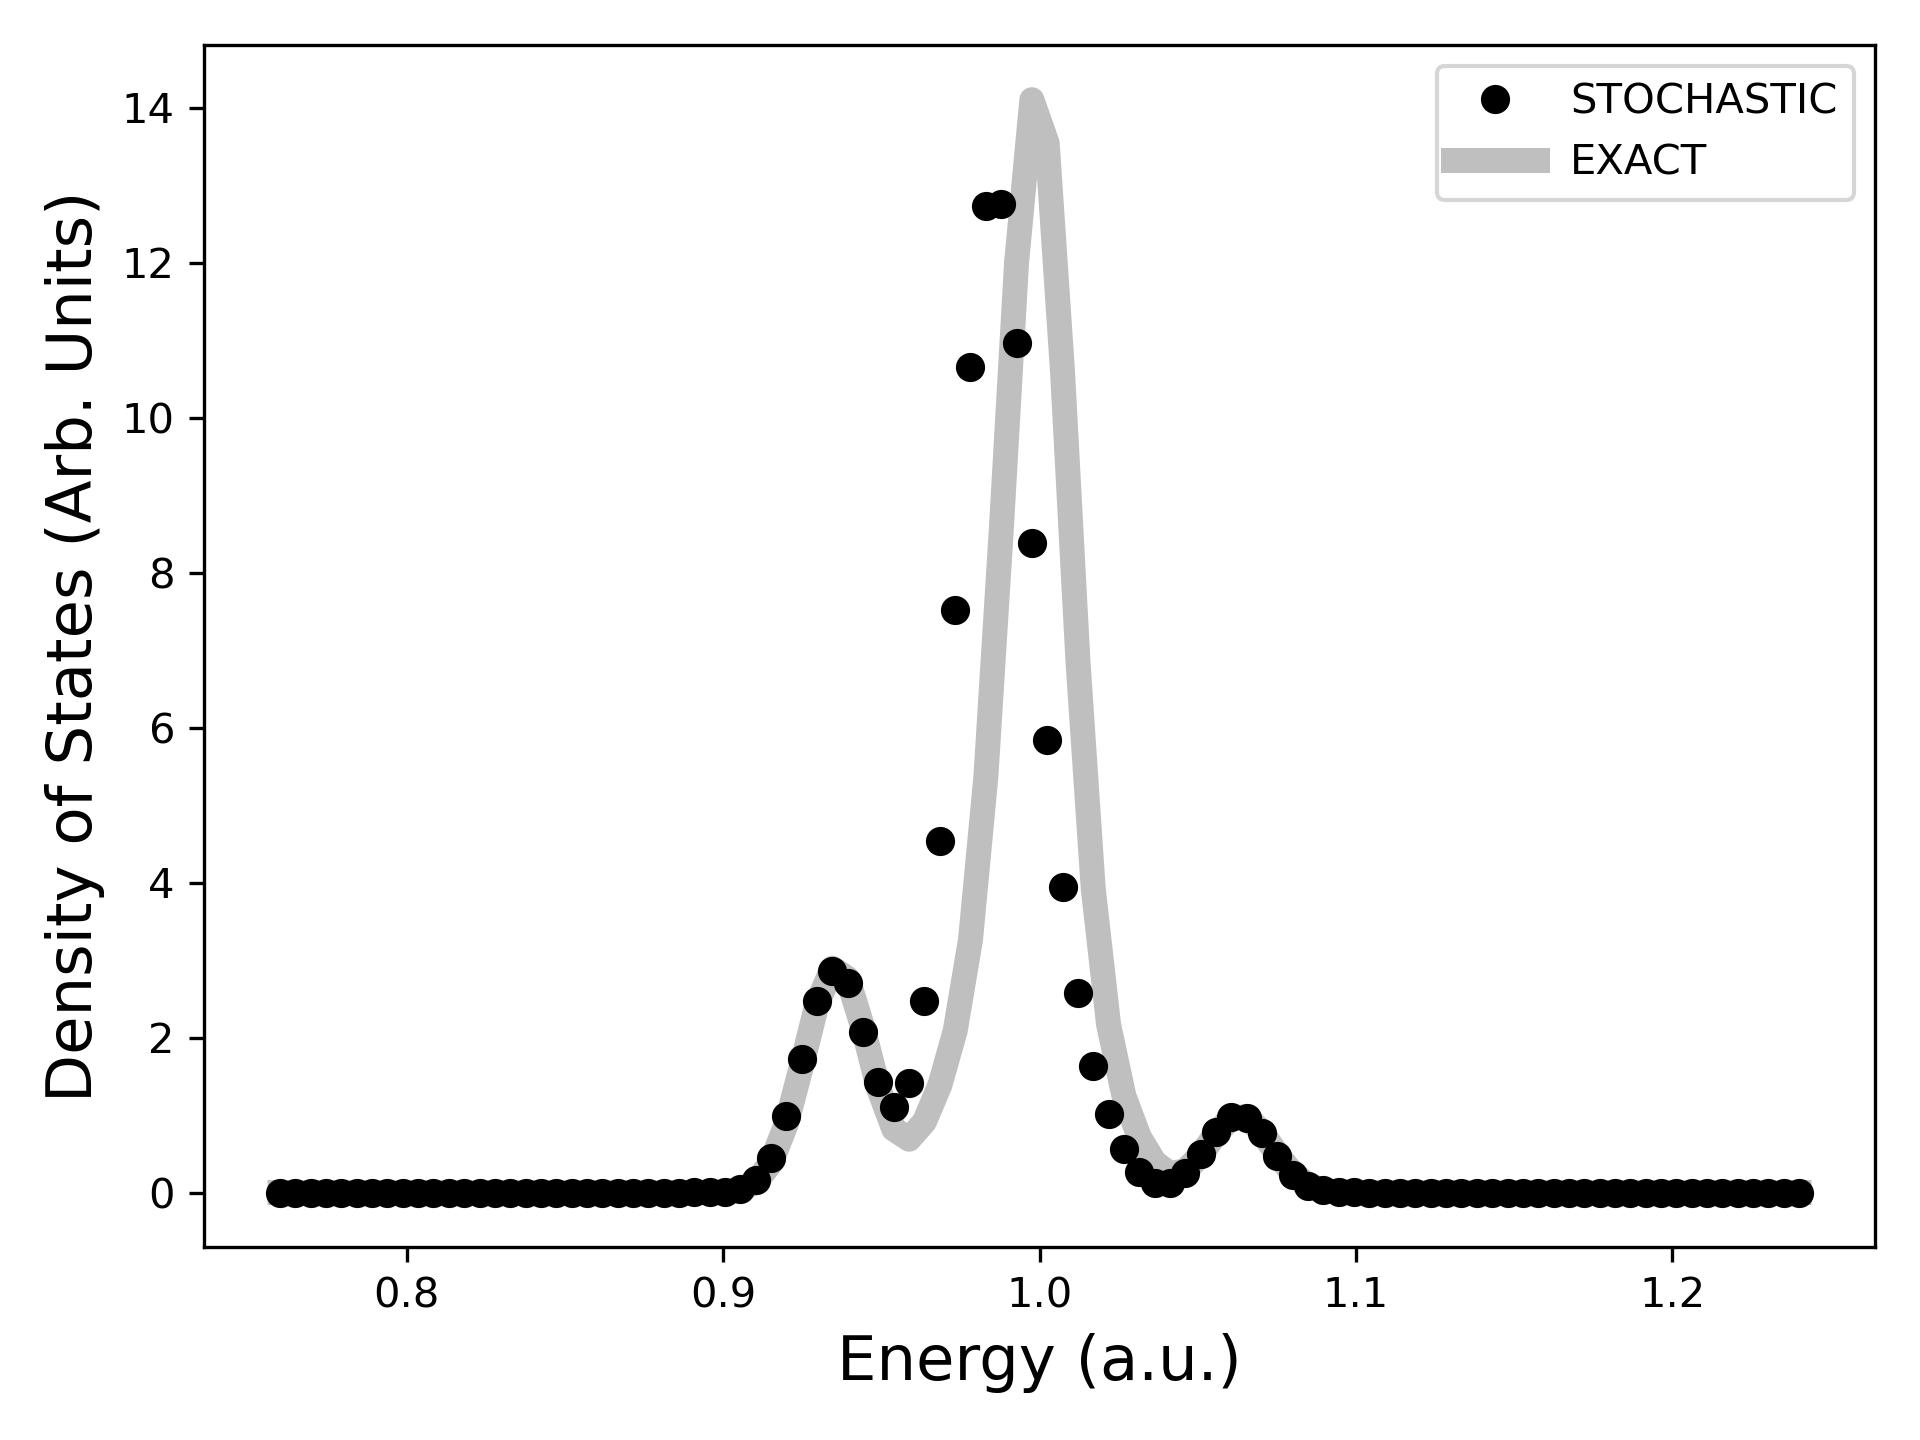 STOCHASTIC
EXACT
Density of States (Arb. Units)
14
12
10
8
6
4
2
0
0.8 0.9 1.0 1.1 1.2
Energy (a.u.)